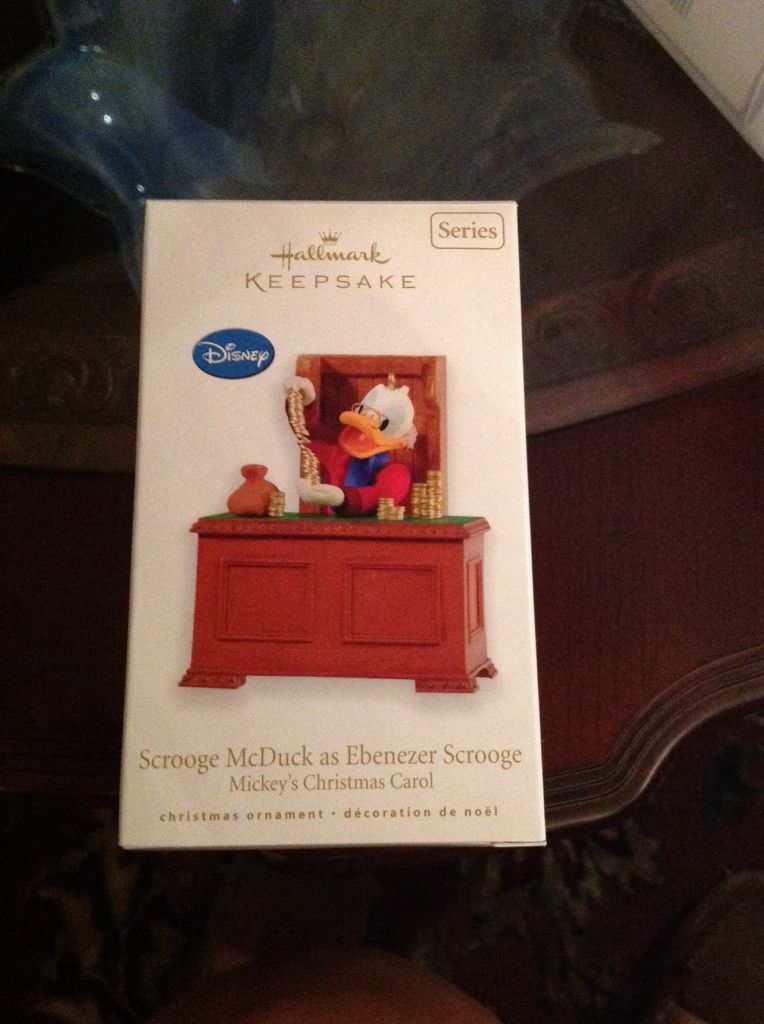 Series
Hallmark
KEEPSAKE
Disney
Scrooge McDuck as Ebenezer Scrooge
Mickey's Christmas Carol
christmas ornament • décoration de noël